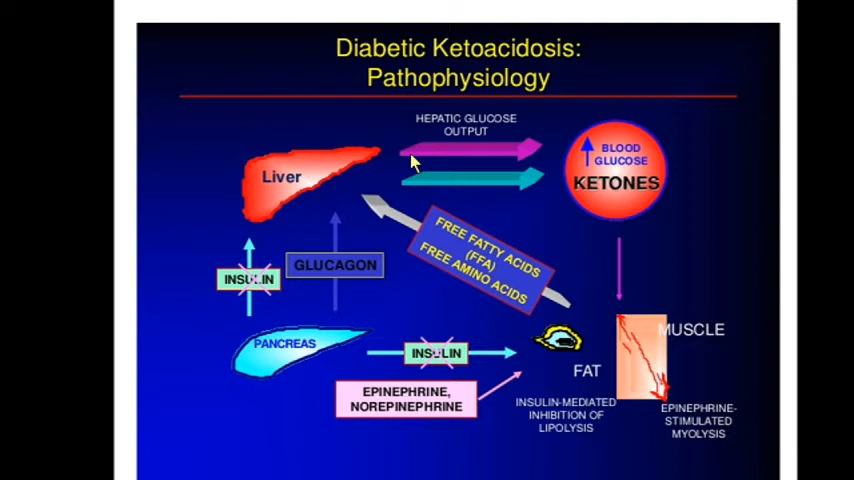 Diabetic Ketoacidosis:
Pathophysiology
HEPATIC GLUCOSE
OUTPUT
Liver
BLOOD
GLUCOSE
KETONES
FREE FATTY ACIDS
(FFA)
FREE AMINO ACIDS
INSULIN
GLUCAGON
PANCREAS
INSULIN
MUSCLE
FAT
EPINEPHRINE,
NOREPINEPHRINE
INSULIN-MEDIATED
INHIBITION OF
LIPOLYSIS
EPINEPHRINE-
STIMULATED
MYOLYSIS